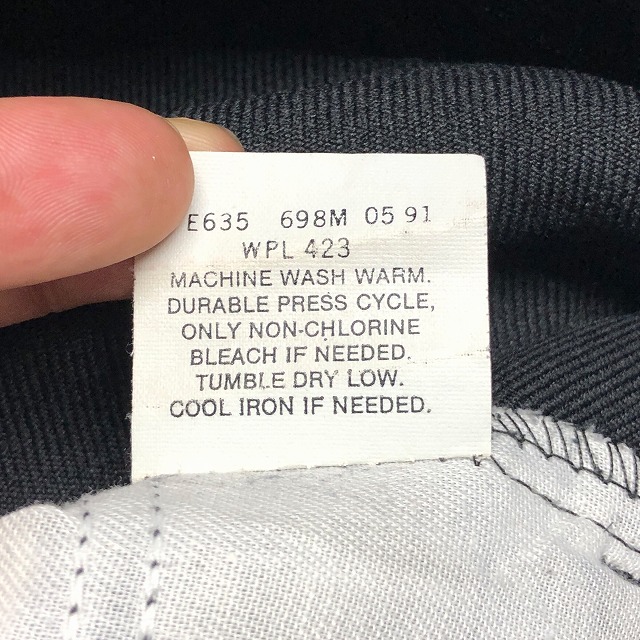 E635 698M 05 91
WPL 423
MACHINE WASH WARM.
DURABLE PRESS CYCLE,
ONLY NON-CHLORINE
BLEACH IF NEEDED.
TUMBLE DRY LOW.
COOL IRON IF NEEDED.